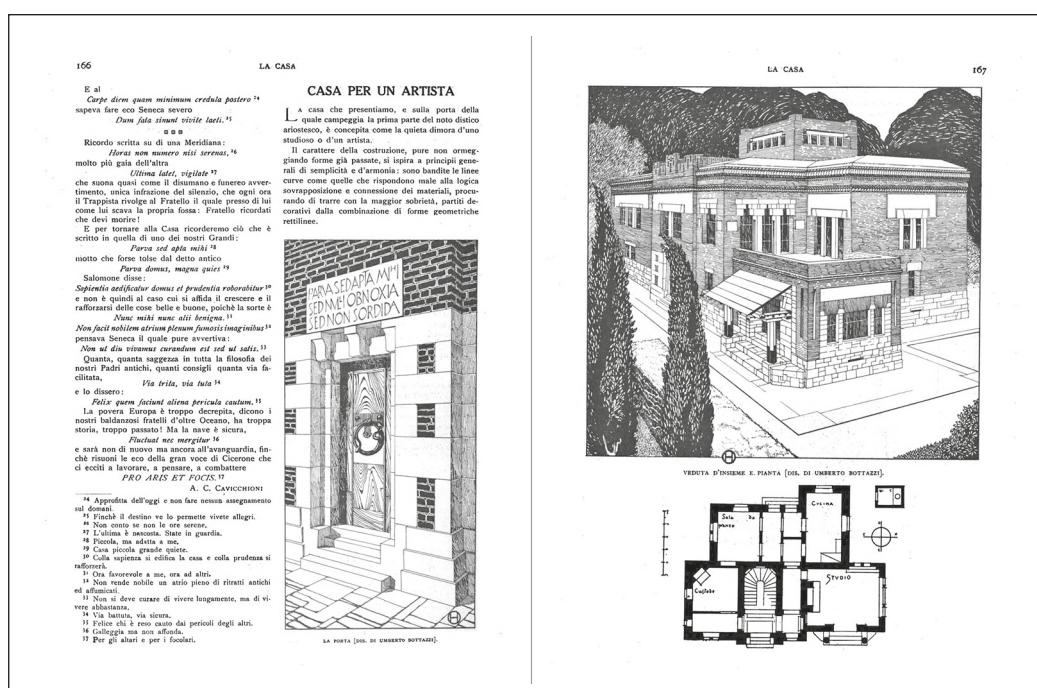 166
LA CASA
E al
Carpe diem quam minimum credula postero 24
sapeva fare eco Seneca severo
Dum fata sinunt vivite laeti. 25
Ricordo scritta su di una Meridiana:
Horas non numero nisi serenas, 26
molto più gaia dell'altra
Ultima latet, vigilate 27
che suona quasi come il disumano e funereo avver-
timento, unica infrazione del silenzio, che ogni ora
il Trappista rivolge al Fratello il quale presso di lui
come lui scava la propria fossa: Fratello ricordati
che devi morire!
E per tornare alla Casa ricorderemo ciò che è
scritto in quella di uno dei nostri Grandi:
Parva sed apta mihi 28
motto che forse tolse dal detto antico
Parva domus, magna quies 29
Salomone disse:
Sapientia aedificatur domus et prudentia roborabitur 30
e non è quindi al caso cui si affida il crescere e il
rafforzarsi delle cose belle e buone, poichè la sorte è
Nunc mihi nunc alii benigna. 31
Non facit nobilem atrium plenum fumosis imaginibus 32
pensava Seneca il quale pure avvertiva:
Non ut diu vivamus curandum est sed ut satis. 33
Quanta, quanta saggezza in tutta la filosofia dei
nostri Padri antichi, quanti consigli quanta via fa-
cilitata,
Via trita, via tuta 34
e lo dissero:
Felix quem faciunt aliena pericula cautum. 35
La povera Europa è troppo decrepita, dicono i
nostri baldanzosi fratelli d'oltre Oceano, ha troppa
storia, troppo passato! Ma la nave è sicura,
Fluctuat nec mergitur 36
e sarà non di nuovo ma ancora all'avanguardia, fin-
chè risuoni le eco della gran voce di Cicerone che
ci ecciti a lavorare, a pensare, a combattere
PRO ARIS ET FOCIS. 37
A. C. CAVICCHIONI
24 Approfitta dell'oggi e non fare nessun assegnamento
sul domani.
25 Finchè il destino ve lo permette vivete allegri.
26 Non conto se non le ore serene.
27 L'ultima è nascosta. State in guardia.
28 Piccola, ma adatta a me.
29 Casa piccola grande quiete.
30 Colla sapienza si edifica la casa e colla prudenza si
rafforzerà.
31 Ora favorevole a me, ora ad altri.
32 Non rende nobile un atrio pieno di ritratti antichi
ed affumicati.
33 Non si deve curare di vivere lungamente, ma di vi-
vere abbastanza.
34 Via battuta, via sicura.
35 Felice chi è reso cauto dai pericoli degli altri.
36 Galleggia ma non affonda.
37 Per gli altari e per i focolari.
CASA PER UN ARTISTA
LA casa che presentiamo, e sulla porta della
quale campeggia la prima parte del noto distico
ariostesco, è concepita come la quieta dimora d'uno
studioso o d'un artista.
Il carattere della costruzione, pure non ormeg-
giando forme già passate, si ispira a principii gene-
rali di semplicità e d'armonia: sono bandite le linee
curve come quelle che rispondono male alla logica
sovrapposizione e connessione dei materiali, procu-
rando di trarre con la maggior sobrietà, partiti de-
corativi dalla combinazione di forme geometriche
rettilinee.
PARVA SED APTA MIHI
SED NVLLI OBNOXIA
SED NON SORDIDA
LA PORTA [DIS. DI UMBERTO BOTTAZZI].
LA CASA
167
VEDUTA D'INSIEME E PIANTA [DIS. DI UMBERTO BOTTAZZI].
CUCINA
Sala da
pranzo
STUDIO
Custode